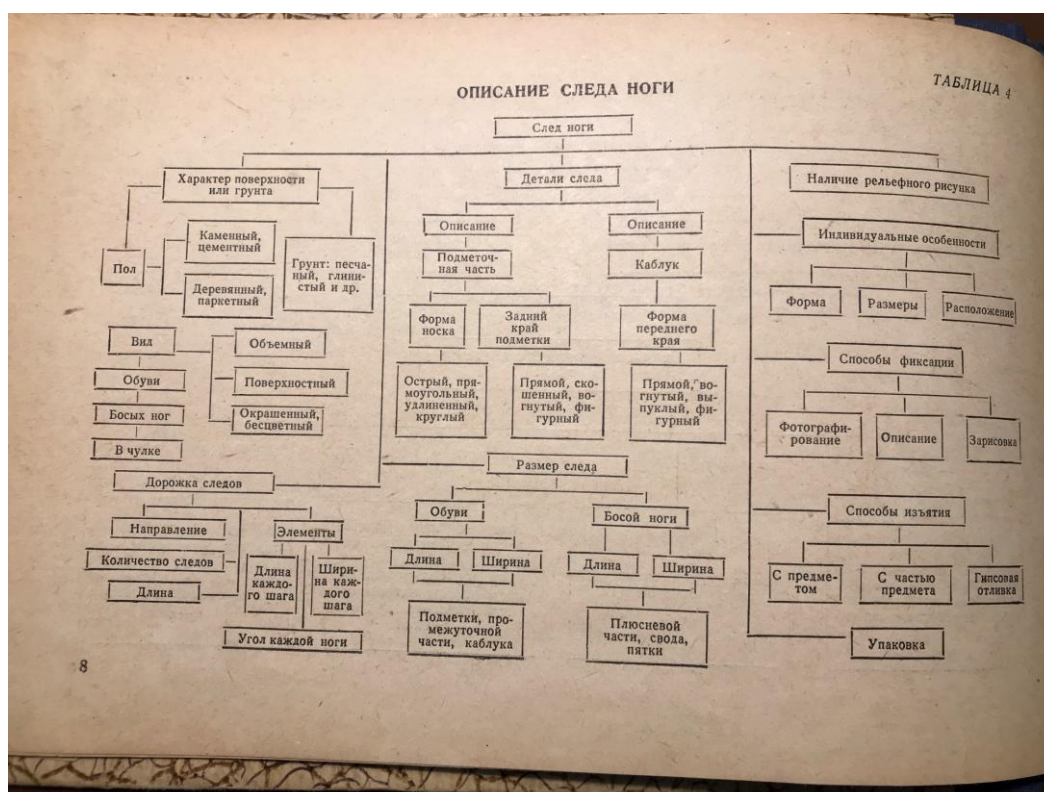 ТАБЛИЦА 4
ОПИСАНИЕ СЛЕДА НОГИ
След ноги
Характер поверхности
или грунта
Пол
Каменный,
цементный
Деревянный,
паркетный
Грунт: песча-
ный, глини-
стый и др.
Вид
Обуви
Босых ног
В чулке
Объемный
Поверхностный
Окрашенный,
бесцветный
Дорожка следов
Направление
Количество следов
Длина
Элементы
Длина
каждо-
го шага
Шири-
на каж-
дого
шага
Угол каждой ноги
Детали следа
Описание
Подметоч-
ная часть
Форма
носка
Острый, пря-
моугольный,
удлиненный,
круглый
Задний
край
подметки
Прямой, ско-
шенный, во-
гнутый, фи-
гурный
Описание
Каблук
Форма
переднего
края
Прямой, во-
гнутый, вы-
пуклый, фи-
гурный
Размер следа
Обуви
Длина
Ширина
Подметки, про-
межуточной
части, каблука
Босой ноги
Длина
Ширина
Плюсневой
части, свода,
пятки
Наличие рельефного рисунка
Индивидуальные особенности
Форма
Размеры
Расположение
Способы фиксации
Фотографи-
рование
Описание
Зарисовка
Способы изъятия
С предме-
том
С частью
предмета
Гипсовая
отливка
Упаковка
8